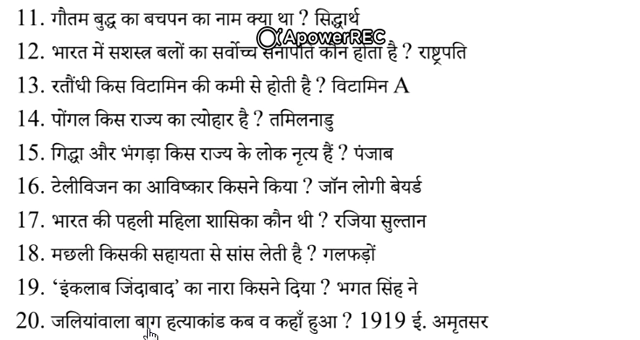 11. गौतम बुद्ध का बचपन का नाम क्या था ? सिद्धार्थ
ApowerREC
12. भारत में सशस्त्र बलों का सर्वोच्च सेनापति कौन होता है ? राष्ट्रपति
13. रतौंधी किस विटामिन की कमी से होती है ? विटामिन A
14. पोंगल किस राज्य का त्योहार है ? तमिलनाडु
15. गिद्धा और भंगड़ा किस राज्य के लोक नृत्य हैं ? पंजाब
16. टेलीविजन का आविष्कार किसने किया ? जॉन लोगी बेयर्ड
17. भारत की पहली महिला शासिका कौन थी ? रजिया सुल्तान
18. मछली किसकी सहायता से सांस लेती है ? गलफड़ों
19. ‘इंकलाब जिंदाबाद’ का नारा किसने दिया ? भगत सिंह ने
20. जलियांवाला बाग हत्याकांड कब व कहाँ हुआ ? 1919 ई. अमृतसर